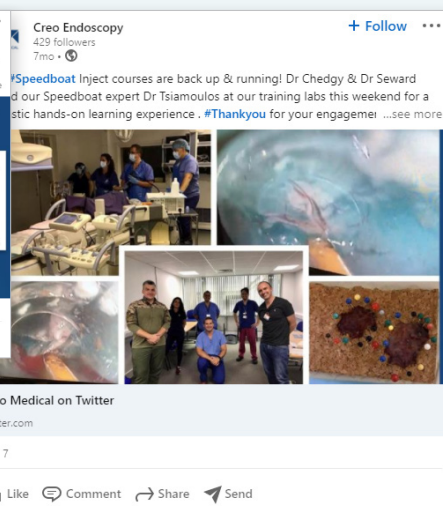 Creo Endoscopy
+ Follow
429 followers
7mo •
#Speedboat Inject courses are back up & running! Dr Chedgy & Dr Seward
d our Speedboat expert Dr Tsiamoulos at our training labs this weekend for a
stic hands-on learning experience . #Thankyou for your engagemer ...see more
o Medical on Twitter
ter.com
7
Like Comment Share Send